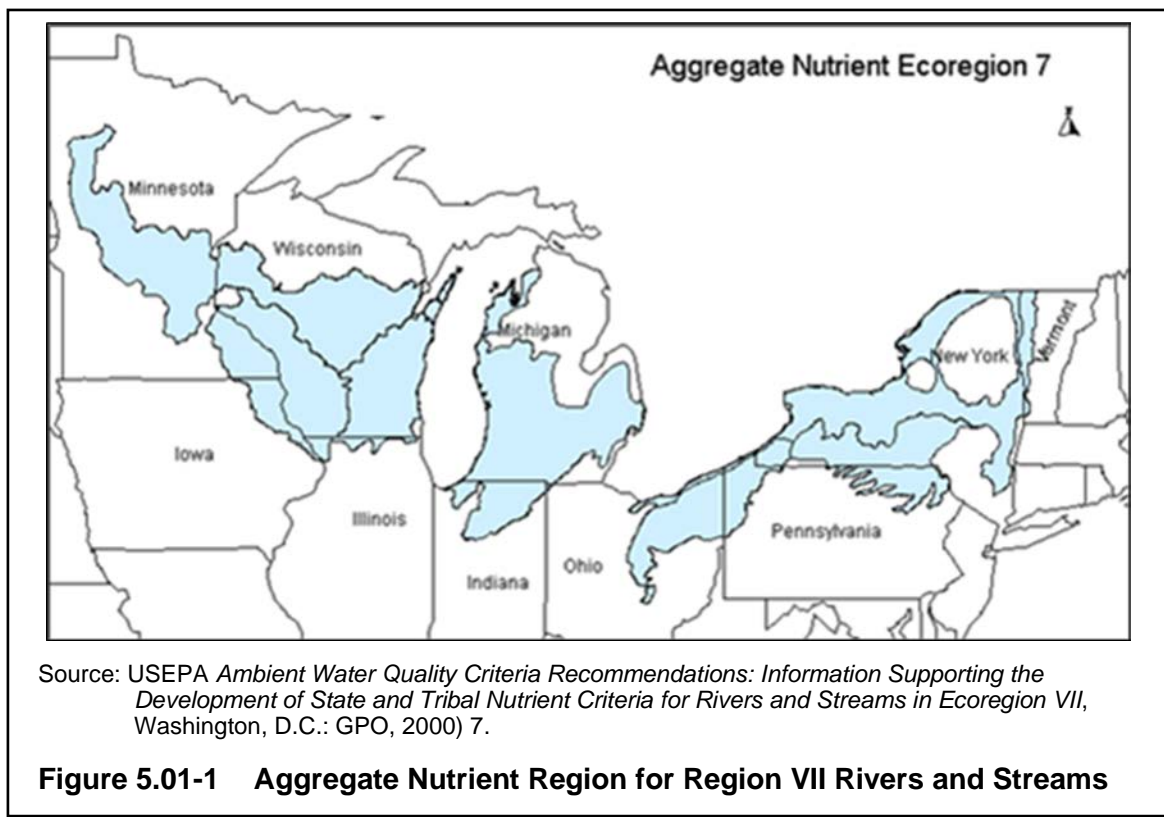 Aggregate Nutrient Ecoregion 7
Minnesota
Wisconsin
Michigan
New York
Vermont
Iowa
Illinois
Indiana
Ohio
Pennsylvania
Source: USEPA Ambient Water Quality Criteria Recommendations: Information Supporting the
Development of State and Tribal Nutrient Criteria for Rivers and Streams in Ecoregion VII,
Washington, D.C.: GPO, 2000) 7.
Figure 5.01-1 Aggregate Nutrient Region for Region VII Rivers and Streams